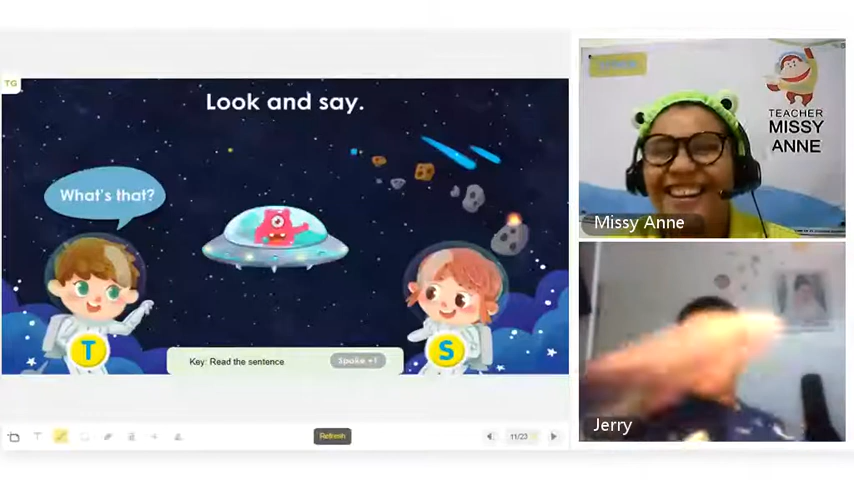 TG
Look and say.
What's that?
T
S
Key: Read the sentence
Spoke +1
Refresh
11/23
TEACHER
MISSY
ANNE
Missy Anne
Jerry